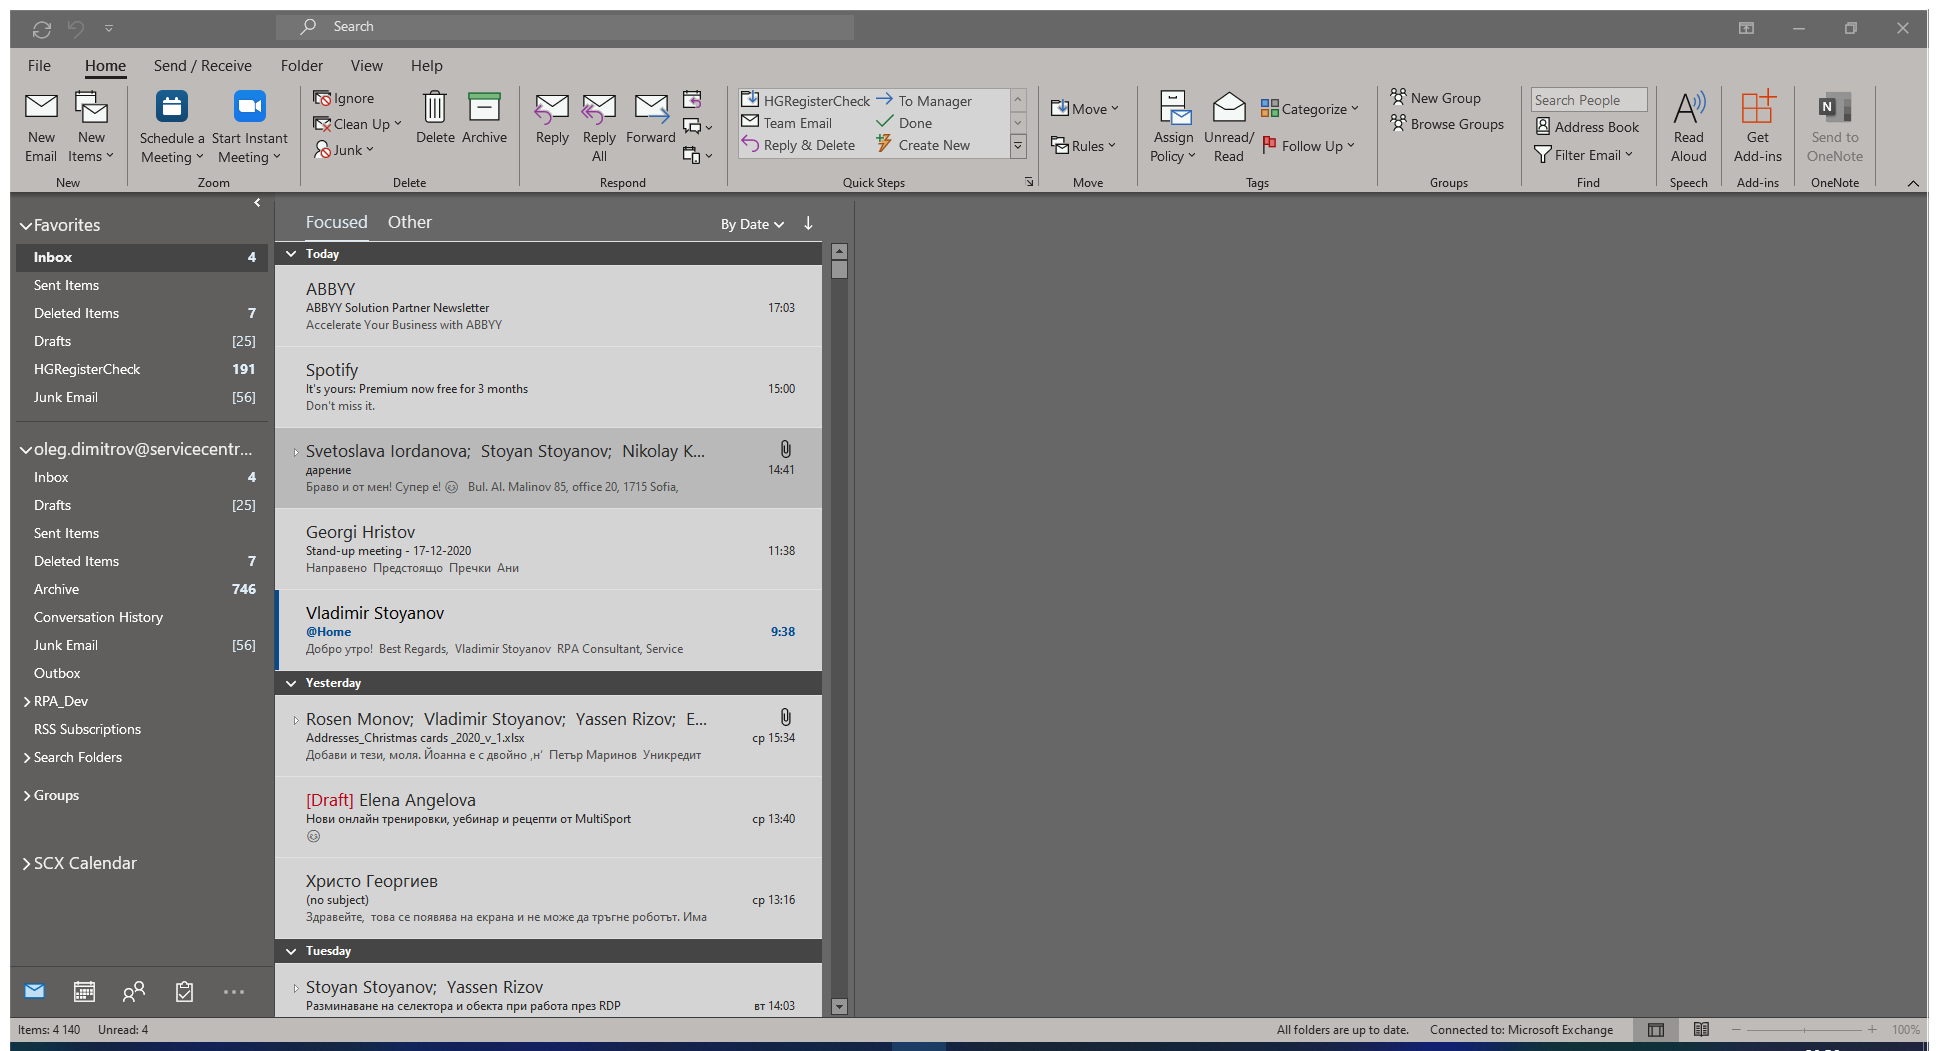 Search
File Home Send / Receive Folder View Help
New Email
New Items
New
Schedule a Meeting
Start Instant Meeting
Zoom
Ignore
Clean Up
Junk
Delete
Archive
Delete
Reply
Reply All
Forward
Respond
HGRegisterCheck
Team Email
Reply & Delete
To Manager
Done
Create New
Quick Steps
Move
Rules
Move
Assign Policy
Unread/ Read
Categorize
Follow Up
Tags
New Group
Browse Groups
Groups
Search People
Address Book
Filter Email
Find
Read Aloud
Speech
Get Add-ins
Add-ins
N
Send to OneNote
OneNote
Favorites
Inbox 4
Sent Items
Deleted Items 7
Drafts [25]
HGRegisterCheck 191
Junk Email [56]
oleg.dimitrov@servicecentr...
Inbox 4
Drafts [25]
Sent Items
Deleted Items 7
Archive 746
Conversation History
Junk Email [56]
Outbox
RPA_Dev
RSS Subscriptions
Search Folders
Groups
SCX Calendar
Focused Other By Date
Today
ABBYY
ABBYY Solution Partner Newsletter 17:03
Accelerate Your Business with ABBYY
Spotify
It's yours: Premium now free for 3 months 15:00
Don't miss it.
Svetoslava Iordanova; Stoyan Stoyanov; Nikolay K...
дарение 14:41
Браво и от мен! Супер е! Bul. Al. Malinov 85, office 20, 1715 Sofia,
Georgi Hristov
Stand-up meeting - 17-12-2020 11:38
Направено Предстоящо Пречки Ани
Vladimir Stoyanov
@Home 9:38
Добро утро! Best Regards, Vladimir Stoyanov RPA Consultant, Service
Yesterday
Rosen Monov; Vladimir Stoyanov; Yassen Rizov; E...
Addresses_Christmas cards _2020_v_1.xlsx ср 15:34
Добави и тези, моля. Йоанна е с двойно ,н‘ Петър Маринов Уникредит
[Draft] Elena Angelova
Нови онлайн тренировки, уебинар и рецепти от MultiSport ср 13:40
Христо Георгиев
(no subject) ср 13:16
Здравейте, това се появява на екрана и не може да тръгне роботът. Има
Tuesday
Stoyan Stoyanov; Yassen Rizov
Разминаване на селектора и обекта при работа през RDP вт 14:03
Items: 4 140 Unread: 4
All folders are up to date. Connected to: Microsoft Exchange 100%